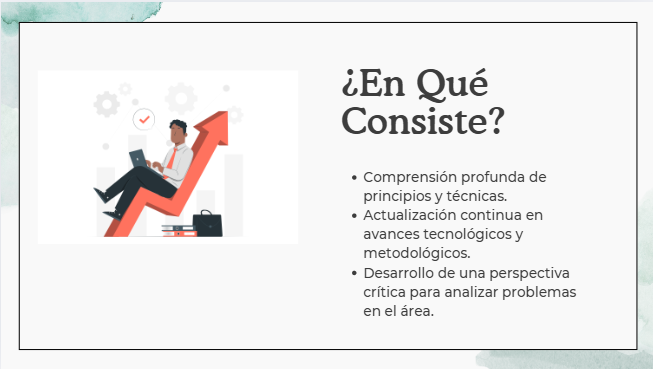 ¿En Qué
Consiste?
• Comprensión profunda de
principios y técnicas.
• Actualización continua en
avances tecnológicos y
metodológicos.
• Desarrollo de una perspectiva
crítica para analizar problemas
en el área.